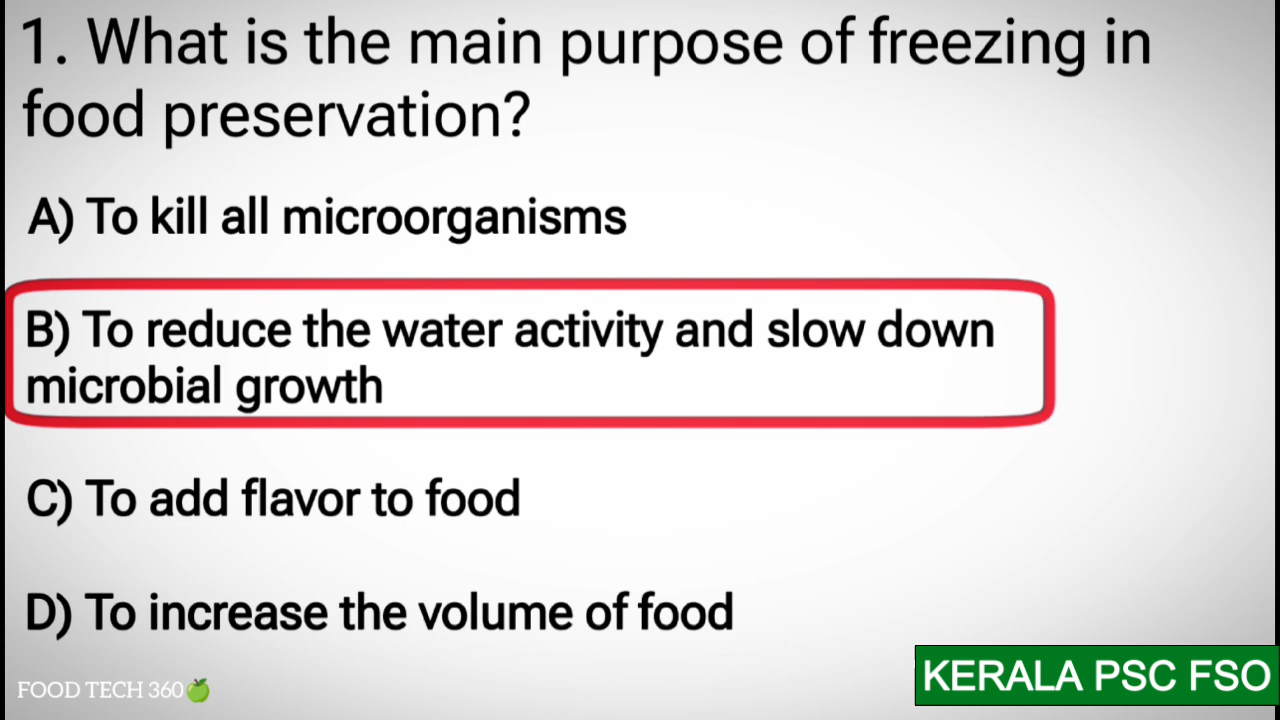 1. What is the main purpose of freezing in
food preservation?
A) To kill all microorganisms
B) To reduce the water activity and slow down
microbial growth
C) To add flavor to food
D) To increase the volume of food
FOOD TECH 360
KERALA PSC FSO